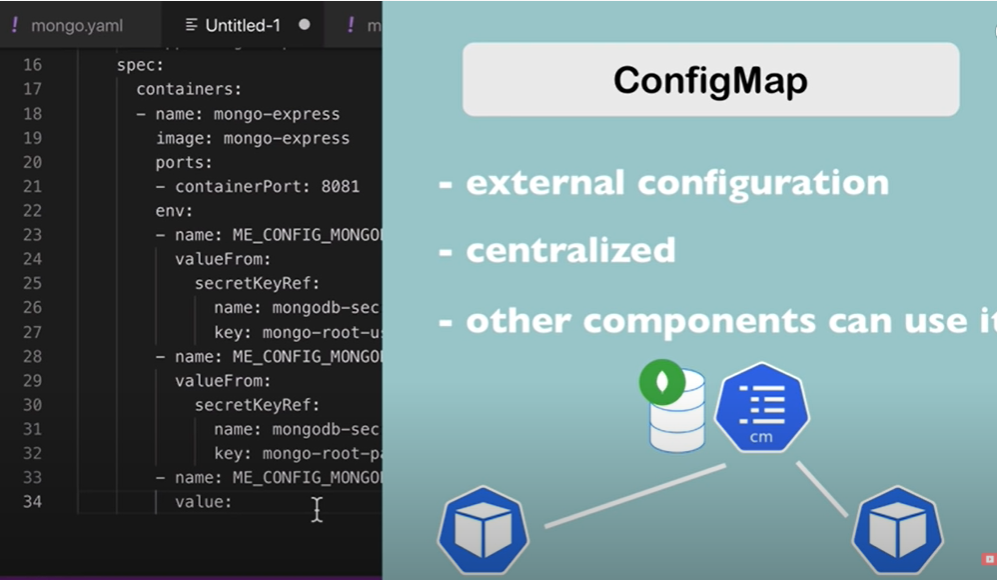 ! mongo.yaml
Untitled-1
! m
16 spec:
17 containers:
18 - name: mongo-express
19 image: mongo-express
20 ports:
21 - containerPort: 8081
22 env:
23 - name: ME_CONFIG_MONGO
24 valueFrom:
25 secretKeyRef:
26 name: mongodb-sec
27 key: mongo-root-u
28 - name: ME_CONFIG_MONGO
29 valueFrom:
30 secretKeyRef:
31 name: mongodb-sec
32 key: mongo-root-pa
33 - name: ME_CONFIG_MONGO
34 value:
ConfigMap
- external configuration
- centralized
- other components can use it
cm